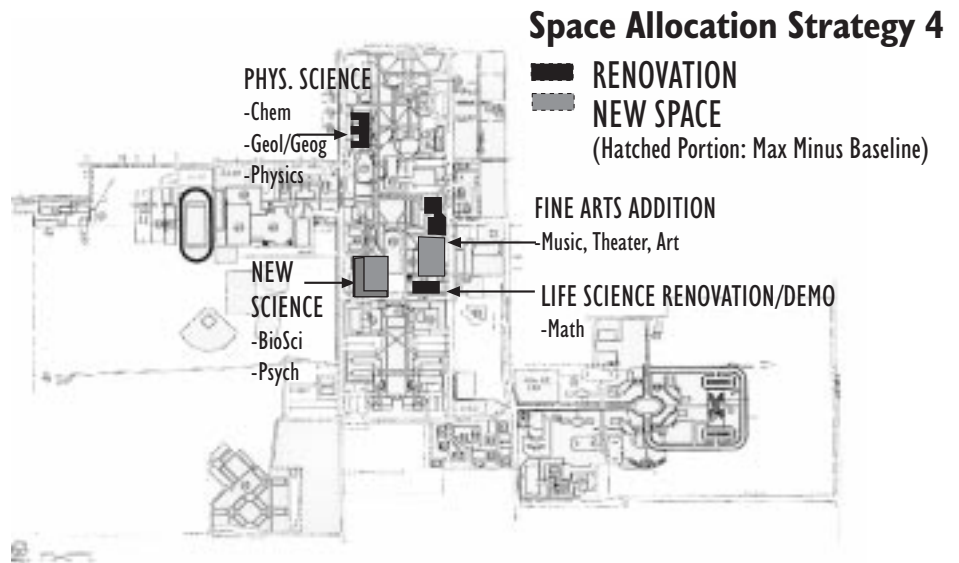 Space Allocation Strategy 4
RENOVATION
NEW SPACE
(Hatched Portion: Max Minus Baseline)
PHYS. SCIENCE
-Chem
-Geol/Geog
-Physics
FINE ARTS ADDITION
-Music, Theater, Art
NEW
SCIENCE
-BioSci
-Psych
LIFE SCIENCE RENOVATION/DEMO
-Math